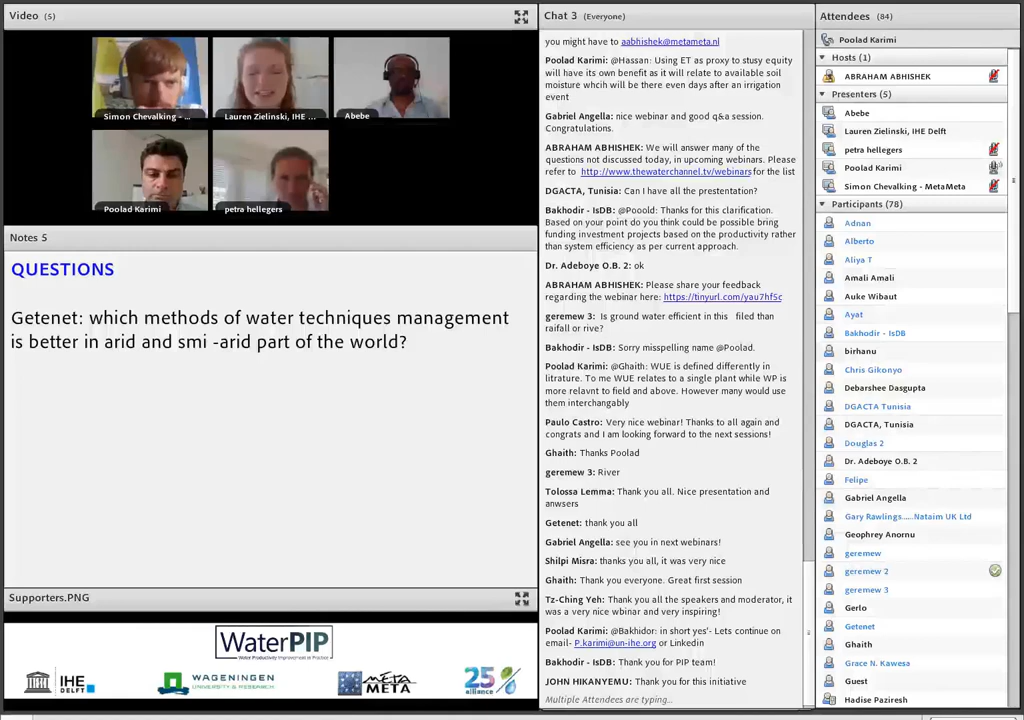 Video (5)
Simon Chevalking - ...
Lauren Zielinski, IHE ...
Abebe
Poolad Karimi
petra hellegers
Notes 5
QUESTIONS
Getenet: which methods of water techniques management
is better in arid and smi -arid part of the world?
Supporters.PNG
WaterPIP
Water Productivity Improvement in Practice
IHE
DELFT
WAGENINGEN
UNIVERSITY & RESEARCH
META
META
25
alliance
Chat 3 (Everyone)
you might have to aabhishek@metameta.nl
Poolad Karimi: @Hassan: Using ET as proxy to stusy equity
will have its own benefit as it will relate to available soil
moisture whcih will be there even days after an irrigation
event
Gabriel Angella: nice webinar and good q&a session.
Congratulations.
ABRAHAM ABHISHEK: We will answer many of the
questions not discussed today, in upcoming webinars. Please
refer to http://www.thewaterchannel.tv/webinars for the list
DGACTA, Tunisia: Can I have all the prestentation?
Bakhodir - IsDB: @Pooold: Thanks for this clarification.
Based on your point do you think could be possible bring
funding investment projects based on the productivity rather
than system efficiency as per current approach.
Dr. Adeboye O.B. 2: ok
ABRAHAM ABHISHEK: Please share your feedback
regarding the webinar here: https://tinyurl.com/yau7hf5c
geremew 3: Is ground water efficient in this filed than
raifall or rive?
Bakhodir - IsDB: Sorry misspelling name @Poolad.
Poolad Karimi: @Ghaith: WUE is defined differently in
litrature. To me WUE relates to a single plant while WP is
more relavnt to field and above. However many would use
them interchangably
Paulo Castro: Very nice webinar! Thanks to all again and
congrats and I am looking forward to the next sessions!
Ghaith: Thanks Poolad
geremew 3: River
Tolossa Lemma: Thank you all. Nice presentation and
anwsers
Getenet: thank you all
Gabriel Angella: see you in next webinars!
Shilpi Misra: thanks you all, it was very nice
Ghaith: Thank you everyone. Great first session
Tz-Ching Yeh: Thank you all the speakers and moderator, it
was a very nice wbinar and very inspiring!
Poolad Karimi: @Bakhidor: in short yes'- Lets continue on
email- P.karimi@un-ihe.org or Linkedin
Bakhodir - IsDB: Thank you for PIP team!
JOHN HIKANYEMU: Thank you for this initiative
Multiple Attendees are typing...
Attendees (84)
Poolad Karimi
Hosts (1)
ABRAHAM ABHISHEK
Presenters (5)
Abebe
Lauren Zielinski, IHE Delft
petra hellegers
Poolad Karimi
Simon Chevalking - MetaMeta
Participants (78)
Adnan
Alberto
Aliya T
Amali Amali
Auke Wibaut
Ayat
Bakhodir - IsDB
birhanu
Chris Gikonyo
Debarshee Dasgupta
DGACTA Tunisia
DGACTA, Tunisia
Douglas 2
Dr. Adeboye O.B. 2
Felipe
Gabriel Angella
Gary Rawlings.....Nataim UK Ltd
Geophrey Anornu
geremew
geremew 2
geremew 3
Gerlo
Getenet
Ghaith
Grace N. Kawesa
Guest
Hadise Paziresh